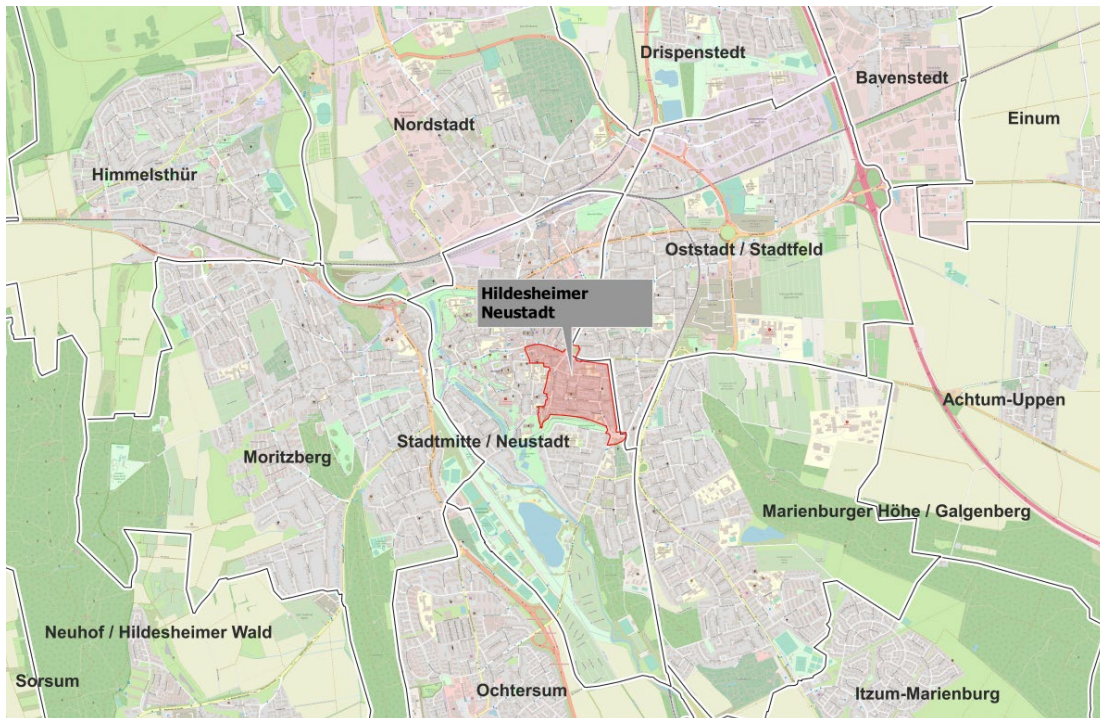 Drispenstedt
Bavenstedt
Einum
Nordstadt
Himmelsthür
Oststadt / Stadtfeld
Hildesheimer
Neustadt
Achtum-Uppen
Stadtmitte / Neustadt
Moritzberg
Marienburger Höhe / Galgenberg
Neuhof / Hildesheimer Wald
Sorsum
Ochtersum
Itzum-Marienburg